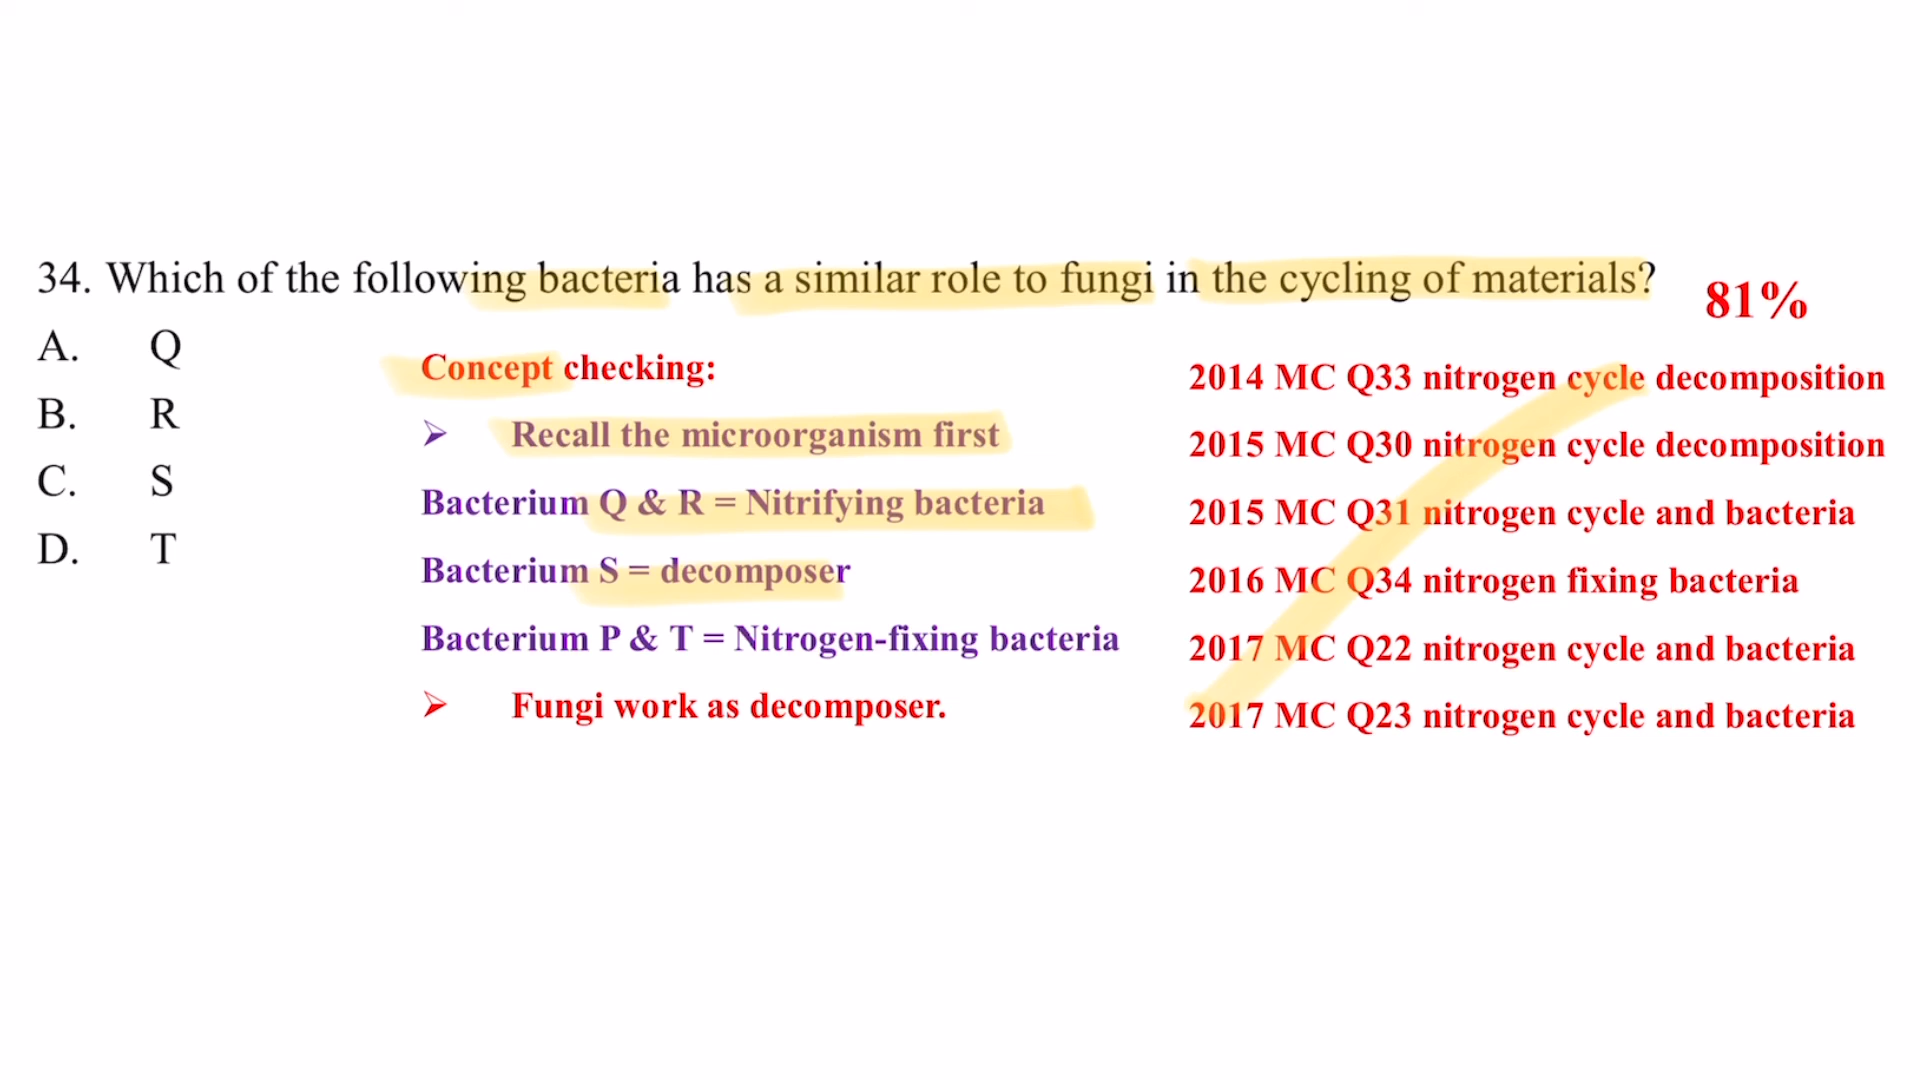 34. Which of the following bacteria has a similar role to fungi in the cycling of materials?
81%
A. Q
B. R
C. S
D. T
Concept checking:
➢ Recall the microorganism first
Bacterium Q & R = Nitrifying bacteria
Bacterium S = decomposer
Bacterium P & T = Nitrogen-fixing bacteria
➢ Fungi work as decomposer.
2014 MC Q33 nitrogen cycle decomposition
2015 MC Q30 nitrogen cycle decomposition
2015 MC Q31 nitrogen cycle and bacteria
2016 MC Q34 nitrogen fixing bacteria
2017 MC Q22 nitrogen cycle and bacteria
2017 MC Q23 nitrogen cycle and bacteria